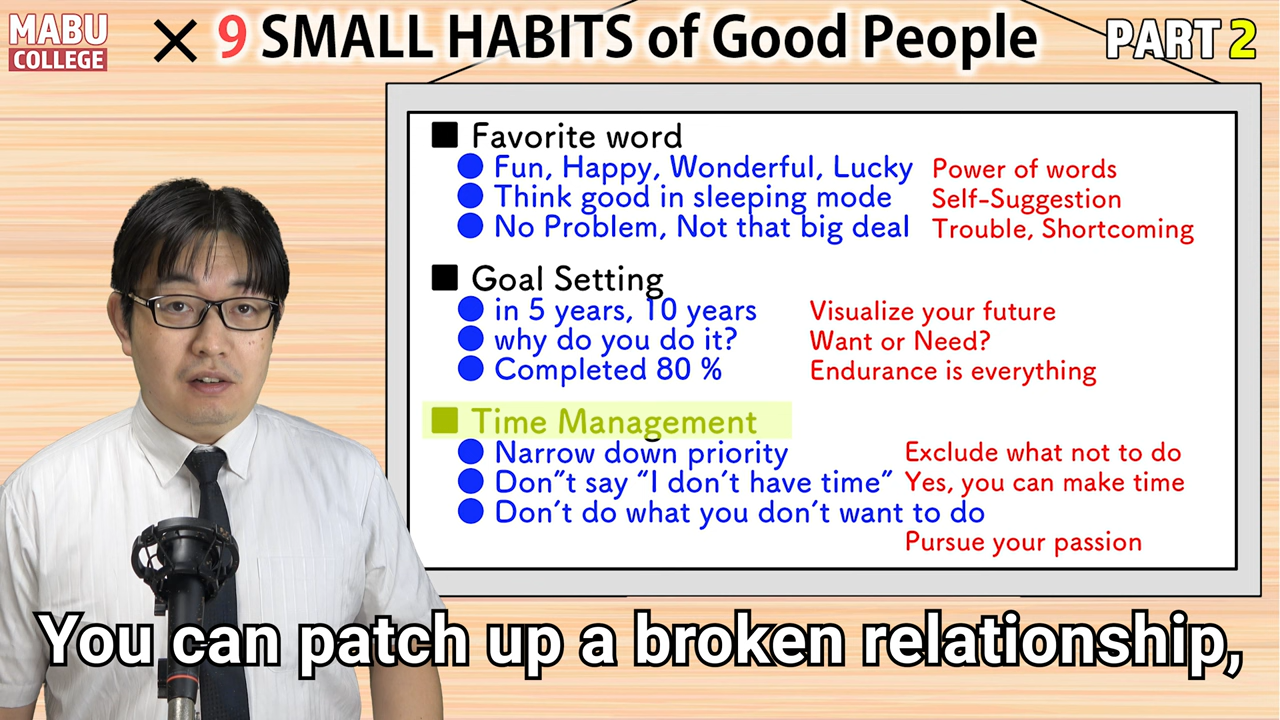 MABU
COLLEGE
× 9 SMALL HABITS of Good People
PART 2
■ Favorite word
● Fun, Happy, Wonderful, Lucky Power of words
● Think good in sleeping mode Self-Suggestion
● No Problem, Not that big deal Trouble, Shortcoming
■ Goal Setting
● in 5 years, 10 years Visualize your future
● why do you do it? Want or Need?
● Completed 80 % Endurance is everything
■ Time Management
● Narrow down priority Exclude what not to do
● Don”t say “I don’t have time” Yes, you can make time
● Don’t do what you don’t want to do
Pursue your passion
You can patch up a broken relationship,